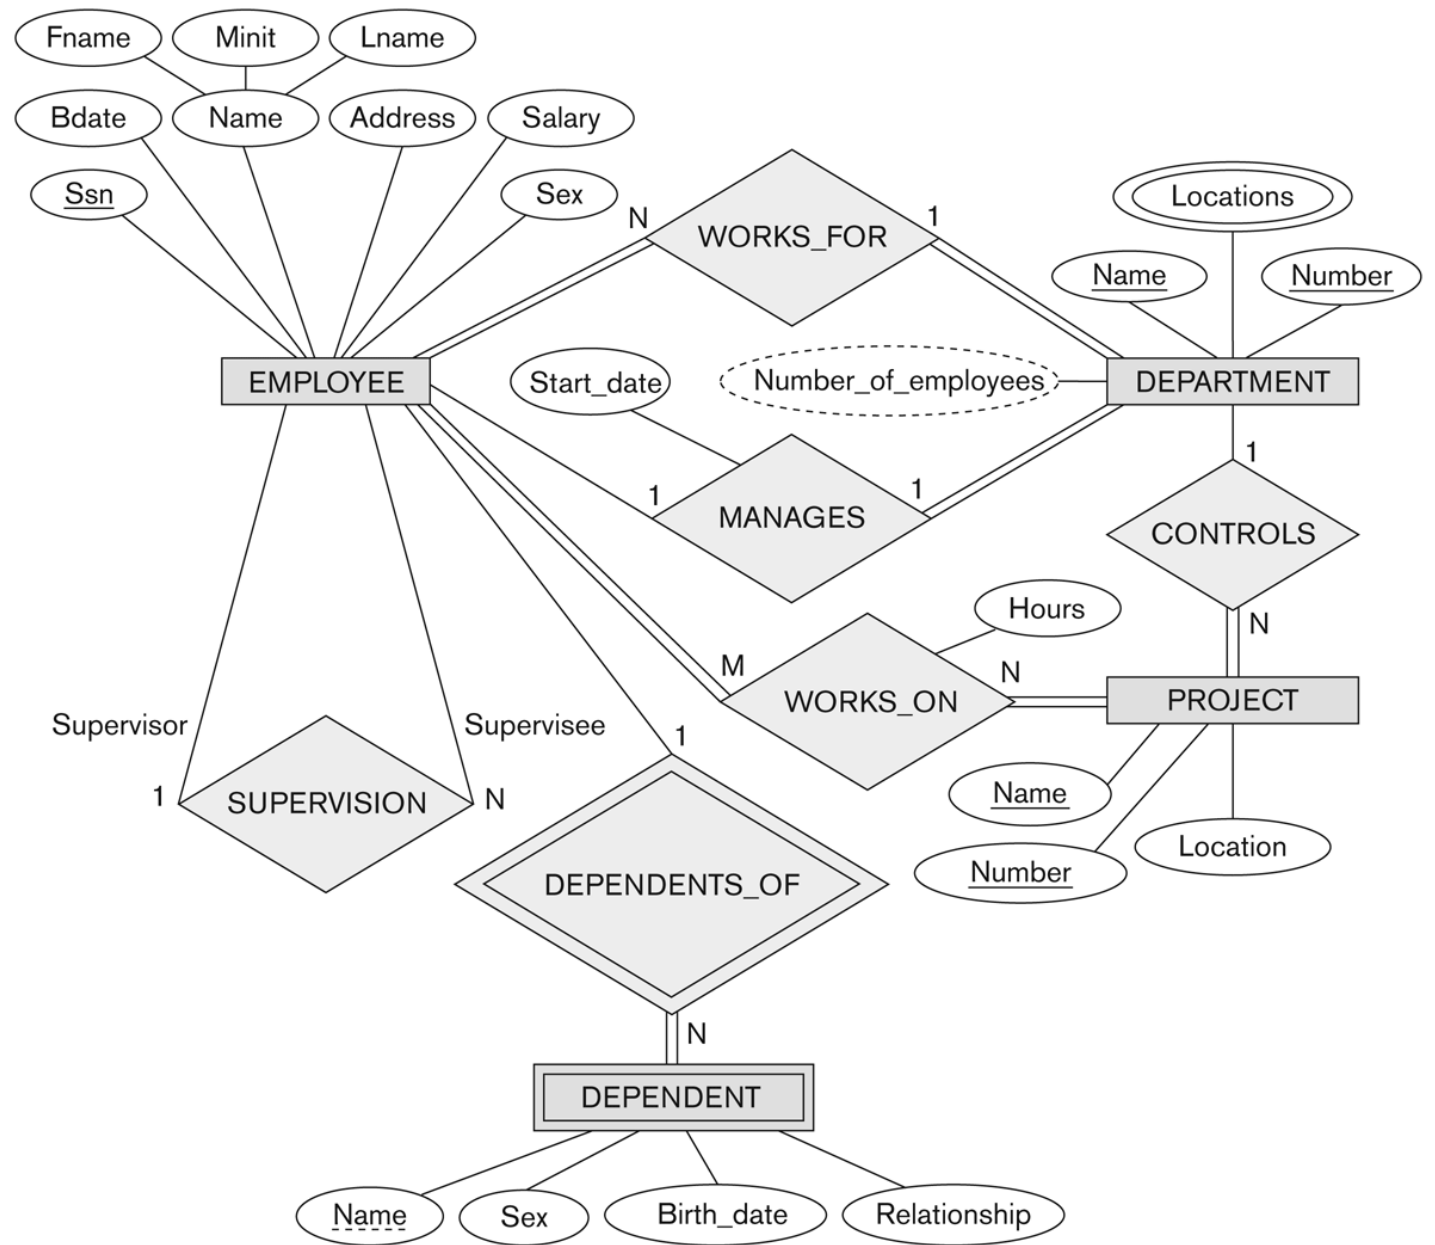 Fname
Minit
Lname
Bdate
Name
Address
Salary
Ssn
Sex
N
WORKS_FOR
1
Locations
Name
Number
EMPLOYEE
Start_date
Number_of_employees
DEPARTMENT
1
MANAGES
1
1
CONTROLS
N
Hours
M
WORKS_ON
N
PROJECT
Supervisor
Supervisee
1
SUPERVISION
N
1
Name
Number
Location
DEPENDENTS_OF
N
DEPENDENT
Name
Sex
Birth_date
Relationship